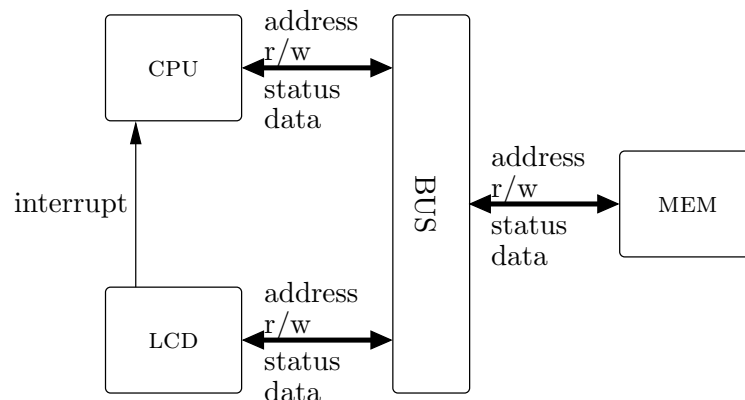 address
r/w
CPU
status
data
address
r/w
BUS
MEM
interrupt
status
data
address
r/w
LCD
status
data